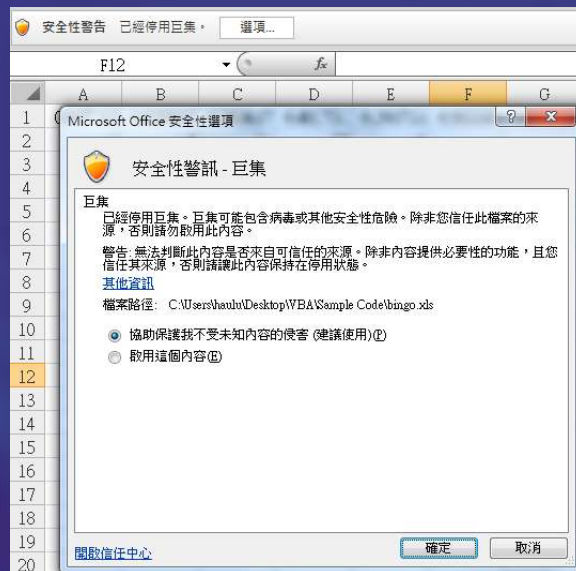 安全性警告 已經停用巨集。 選項...
F12 fx
A B C D E F G
Microsoft Office 安全性選項
安全性警訊 - 巨集
巨集
已經停用巨集。巨集可能包含病毒或其他安全性危險。除非您信任此檔案的來
源，否則請勿啟用此內容。
警告: 無法判斷此內容是否來自可信任的來源。除非內容提供必要性的功能，且您
信任其來源，否則請讓此內容保持在停用狀態。
其他資訊
檔案路徑: C:\Users\haulu\Desktop\VBA\Sample Code\bingo.xls
協助保護我不受未知內容的侵害 (建議使用)(P)
啟用這個內容(E)
開啟信任中心 確定 取消
1
2
3
4
5
6
7
8
9
10
11
12
13
14
15
16
17
18
19
20